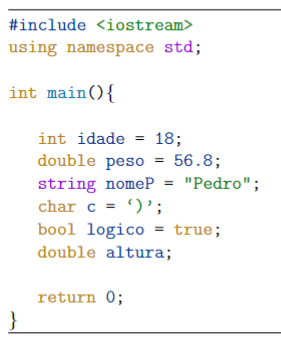 #include <iostream>
using namespace std;
int main(){
int idade = 18;
double peso = 56.8;
string nomeP = "Pedro";
char c = ‘)’;
bool logico = true;
double altura;
return 0;
}